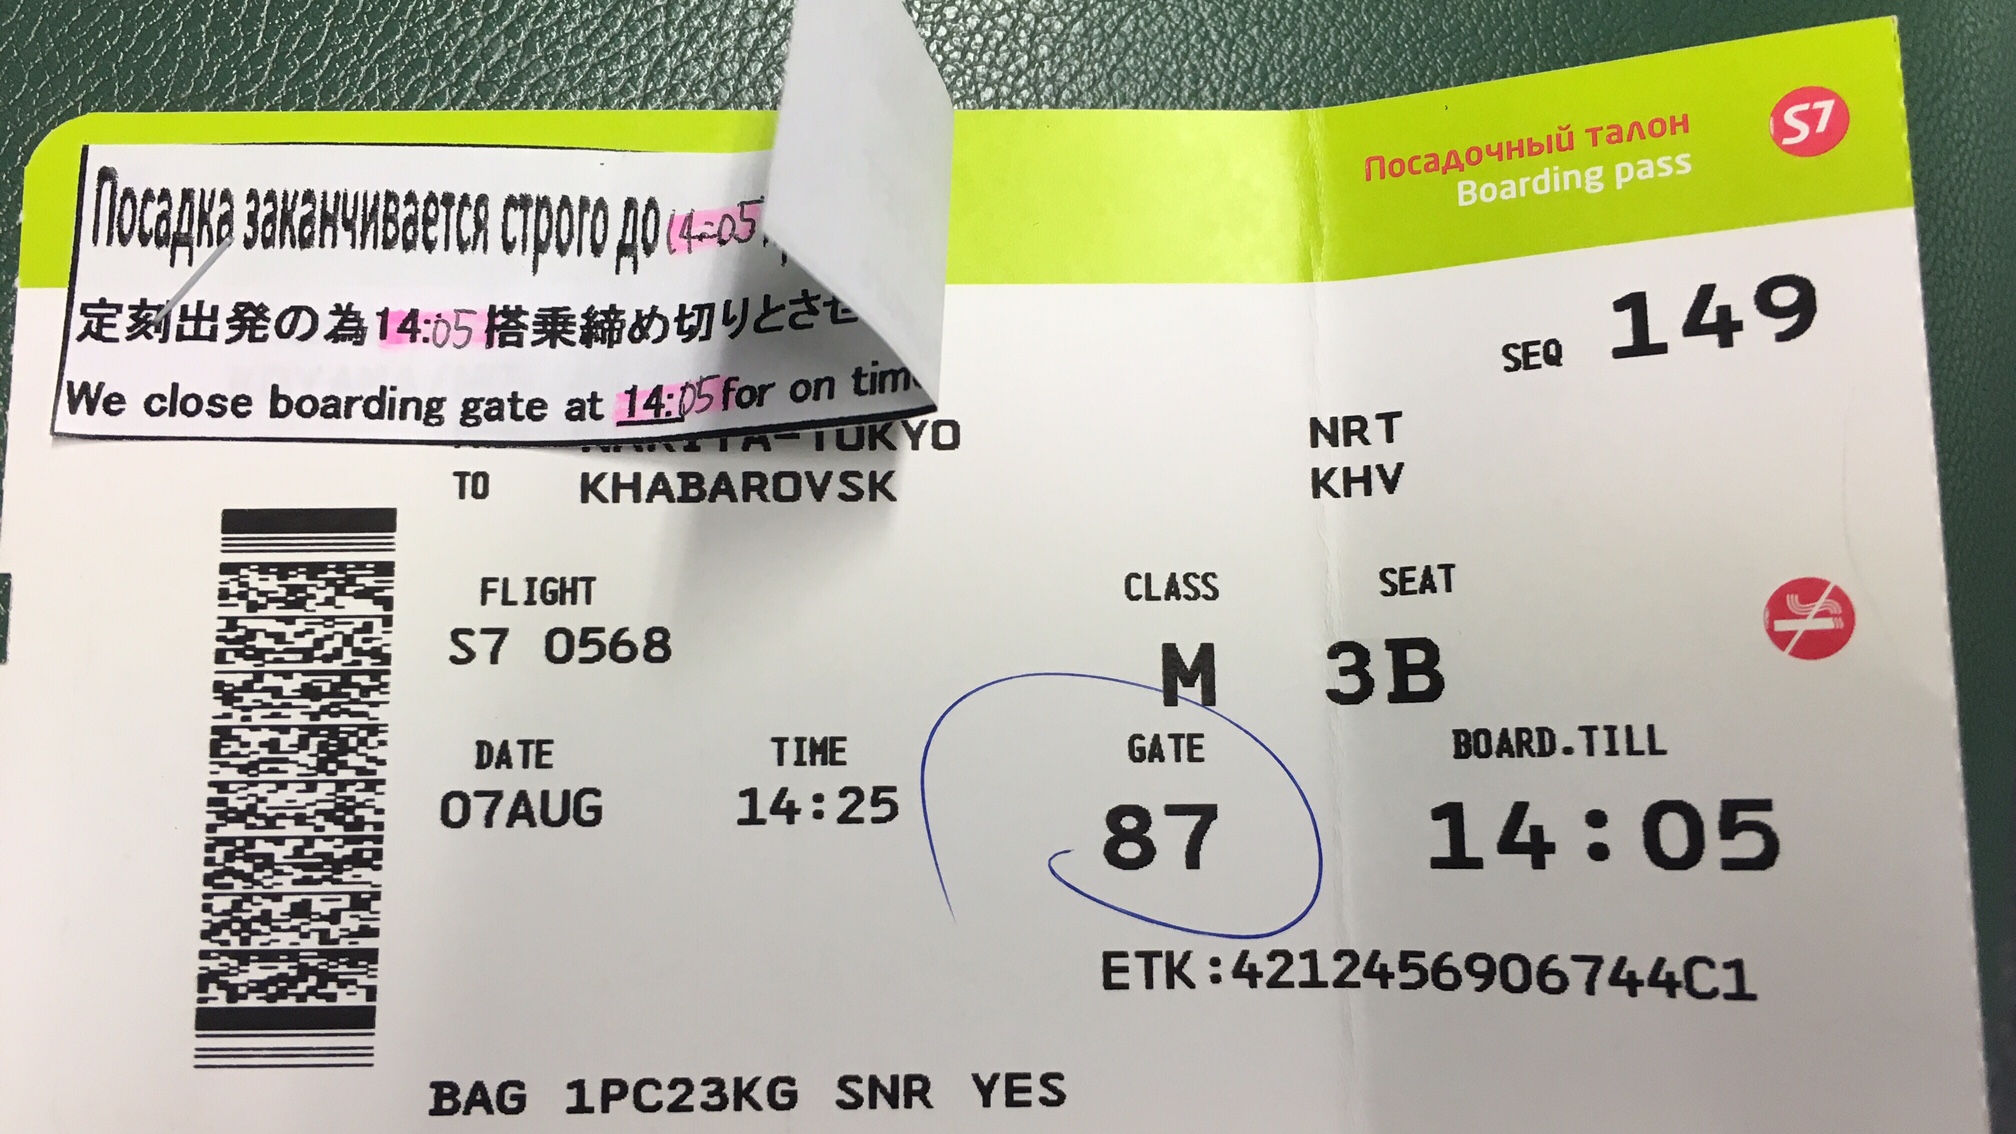 Посадочный талон
Boarding pass
S7
Посадка заканчивается строго до 14:05
定刻出発の為14:05搭乗締め切りとさせ
We close boarding gate at 14:05 for on time
SEQ 149
NARITA-TOKYO NRT
TO KHABAROVSK KHV
FLIGHT CLASS SEAT
S7 0568 M 3B
DATE TIME GATE BOARD.TILL
07AUG 14:25 87 14:05
ETK:4212456906744C1
BAG 1PC23KG SNR YES